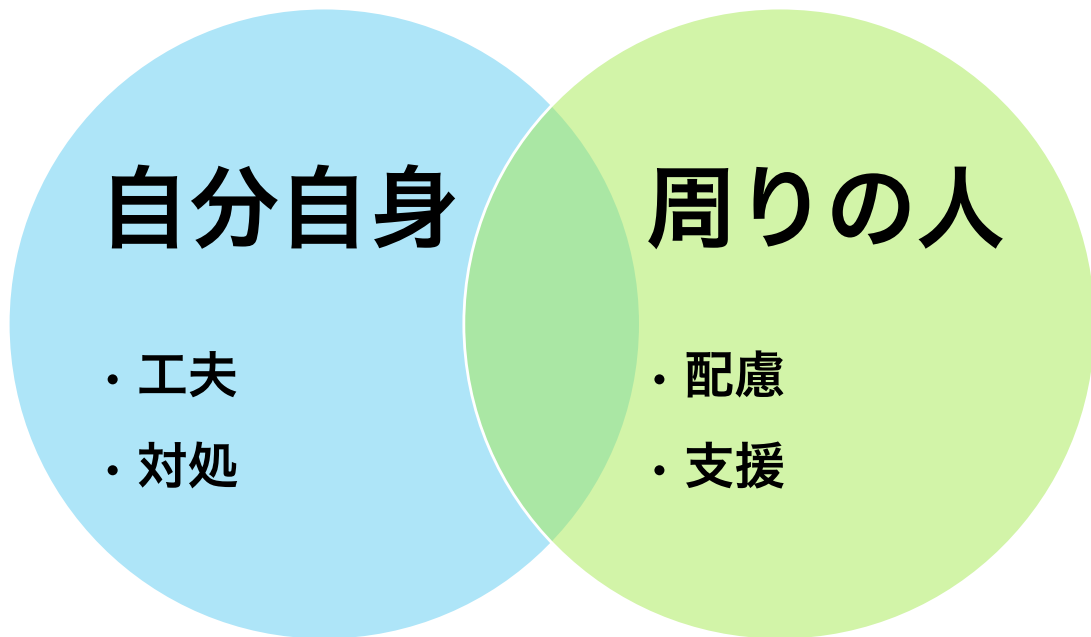 自分自身
・工夫
・対処
周りの人
・配慮
・支援